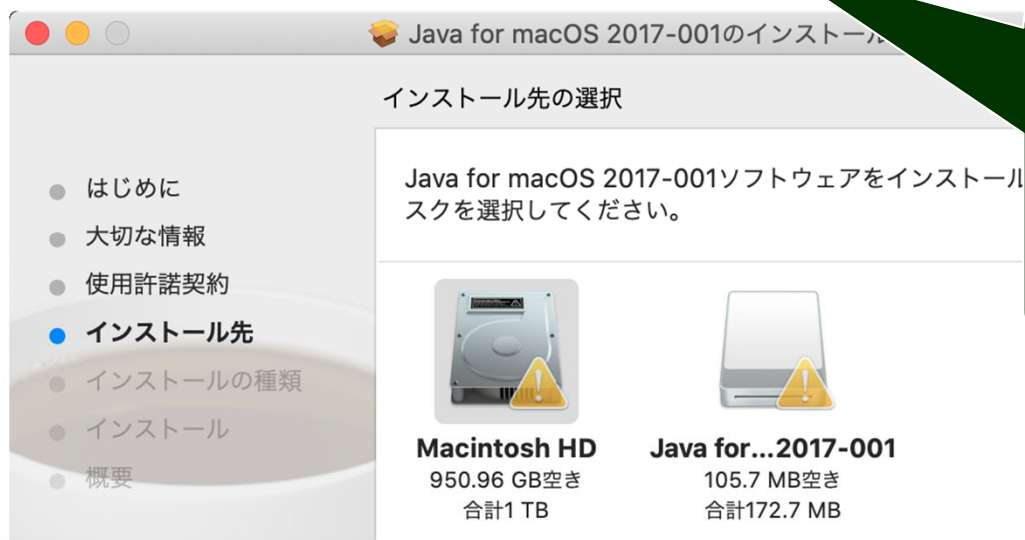 Java for macOS 2017-001のインストール
インストール先の選択
Java for macOS 2017-001ソフトウェアをインストール
スクを選択してください。
はじめに
大切な情報
使用許諾契約
インストール先
インストールの種類
インストール
概要
Macintosh HD
950.96 GB空き
合計1 TB
Java for...2017-001
105.7 MB空き
合計172.7 MB